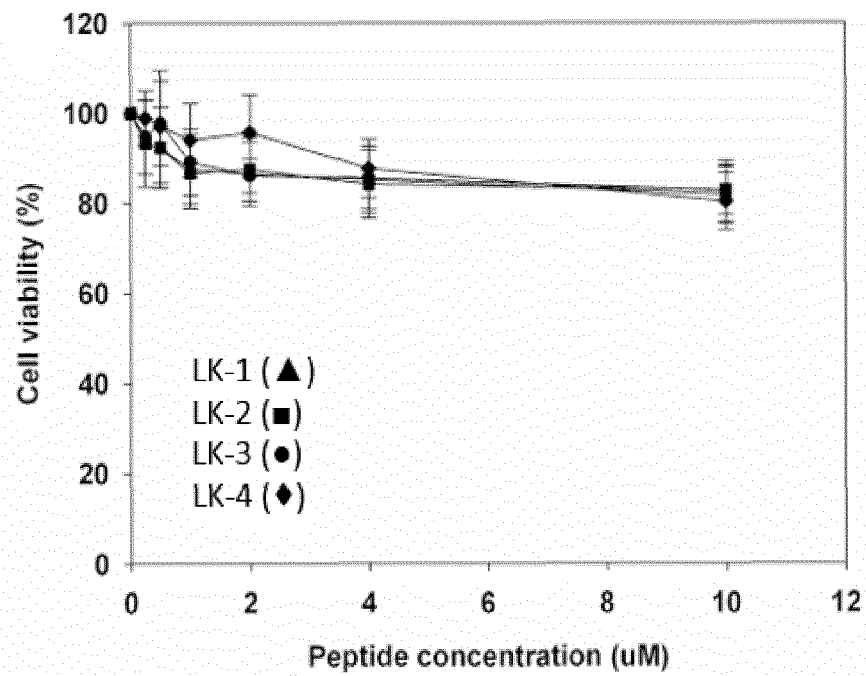 120
100
80
60
40
20
0
Cell viability (%)
LK-1 (▲)
LK-2 (■)
LK-3 (●)
LK-4 (♦)
0 2 4 6 8 10 12
Peptide concentration (uM)